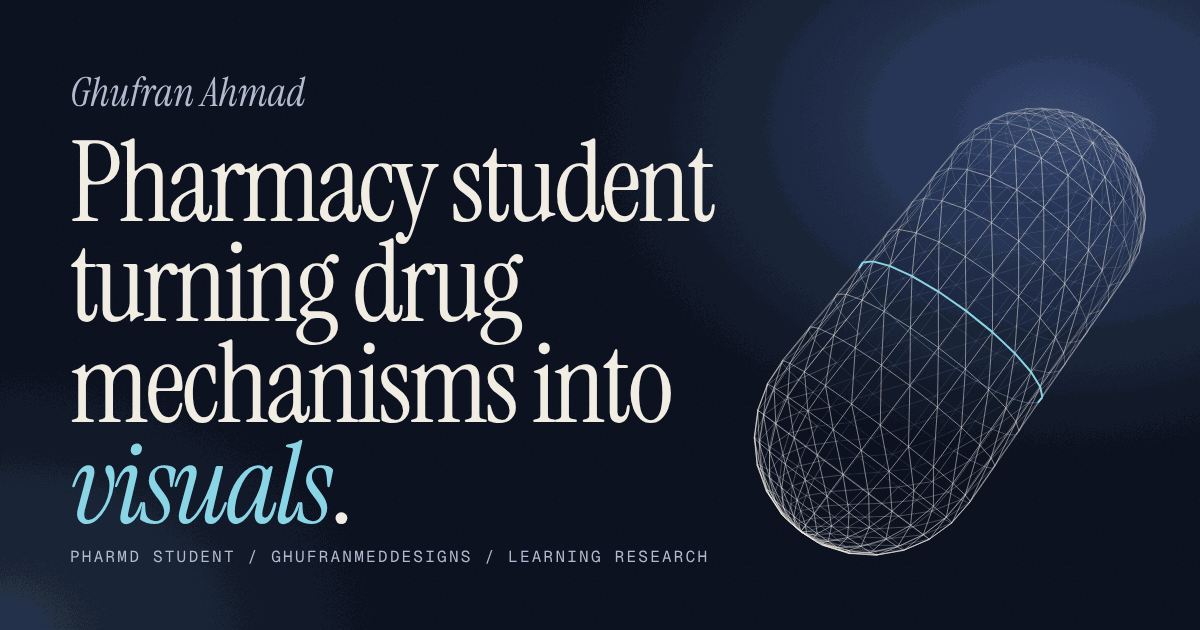 Ghufran Ahmad
Pharmacy student
turning drug
mechanisms into
visuals.
PHARMD STUDENT / GHUFRANMEDDESIGNS / LEARNING RESEARCH